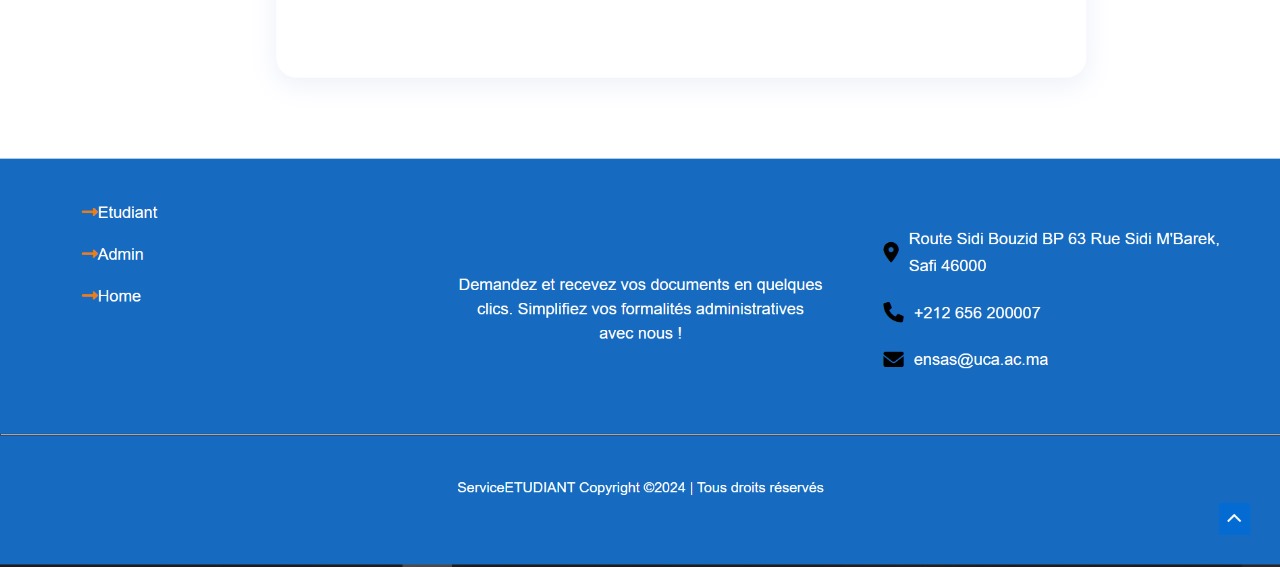 Etudiant
Admin
Home
Demandez et recevez vos documents en quelques
clics. Simplifiez vos formalités administratives
avec nous !
Route Sidi Bouzid BP 63 Rue Sidi M'Barek,
Safi 46000
+212 656 200007
ensas@uca.ac.ma
ServiceETUDIANT Copyright ©2024 | Tous droits réservés